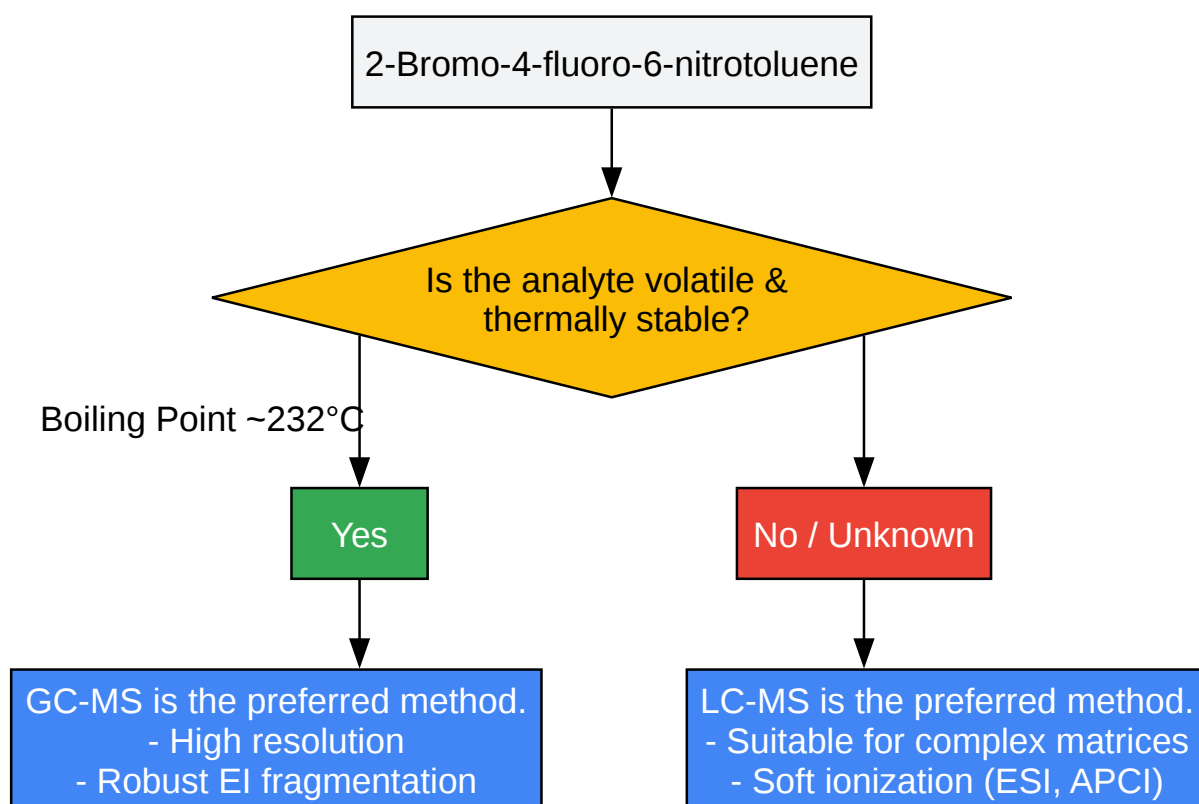 2-Bromo-4-fluoro-6-nitrotoluene
Is the analyte volatile &
thermally stable?
Boiling Point ~232°C
Yes
No / Unknown
GC-MS is the preferred method.
- High resolution
- Robust EI fragmentation
LC-MS is the preferred method.
- Suitable for complex matrices
- Soft ionization (ESI, APCI)